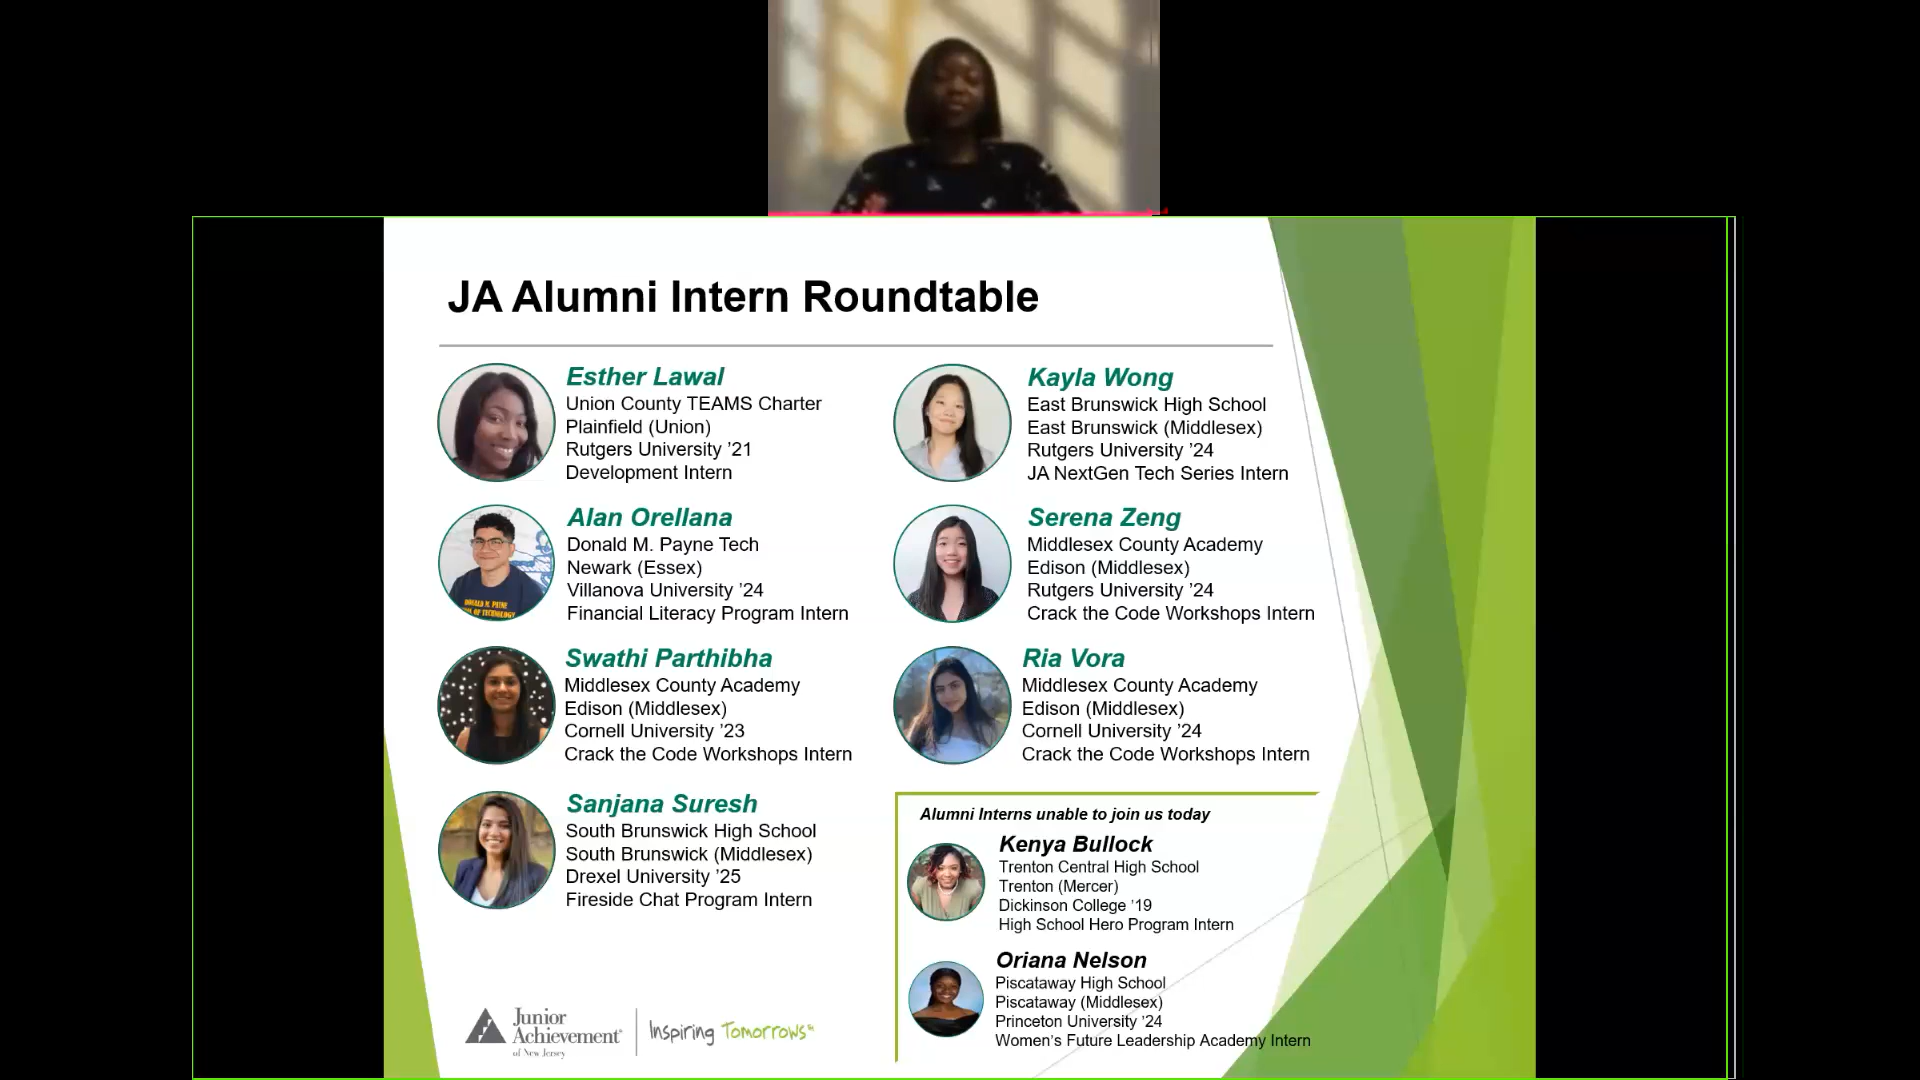 JA Alumni Intern Roundtable
Esther Lawal
Union County TEAMS Charter
Plainfield (Union)
Rutgers University ’21
Development Intern
Kayla Wong
East Brunswick High School
East Brunswick (Middlesex)
Rutgers University ’24
JA NextGen Tech Series Intern
Alan Orellana
Donald M. Payne Tech
Newark (Essex)
Villanova University ’24
Financial Literacy Program Intern
DONALD M. PAYNE
OF TECHNOLOGY
Serena Zeng
Middlesex County Academy
Edison (Middlesex)
Rutgers University ’24
Crack the Code Workshops Intern
Swathi Parthibha
Middlesex County Academy
Edison (Middlesex)
Cornell University ’23
Crack the Code Workshops Intern
Ria Vora
Middlesex County Academy
Edison (Middlesex)
Cornell University ’24
Crack the Code Workshops Intern
Sanjana Suresh
South Brunswick High School
South Brunswick (Middlesex)
Drexel University ’25
Fireside Chat Program Intern
Alumni Interns unable to join us today
Kenya Bullock
Trenton Central High School
Trenton (Mercer)
Dickinson College ’19
High School Hero Program Intern
Oriana Nelson
Piscataway High School
Piscataway (Middlesex)
Princeton University ’24
Women’s Future Leadership Academy Intern
Junior
Achievement®
of New Jersey
Inspiring Tomorrows